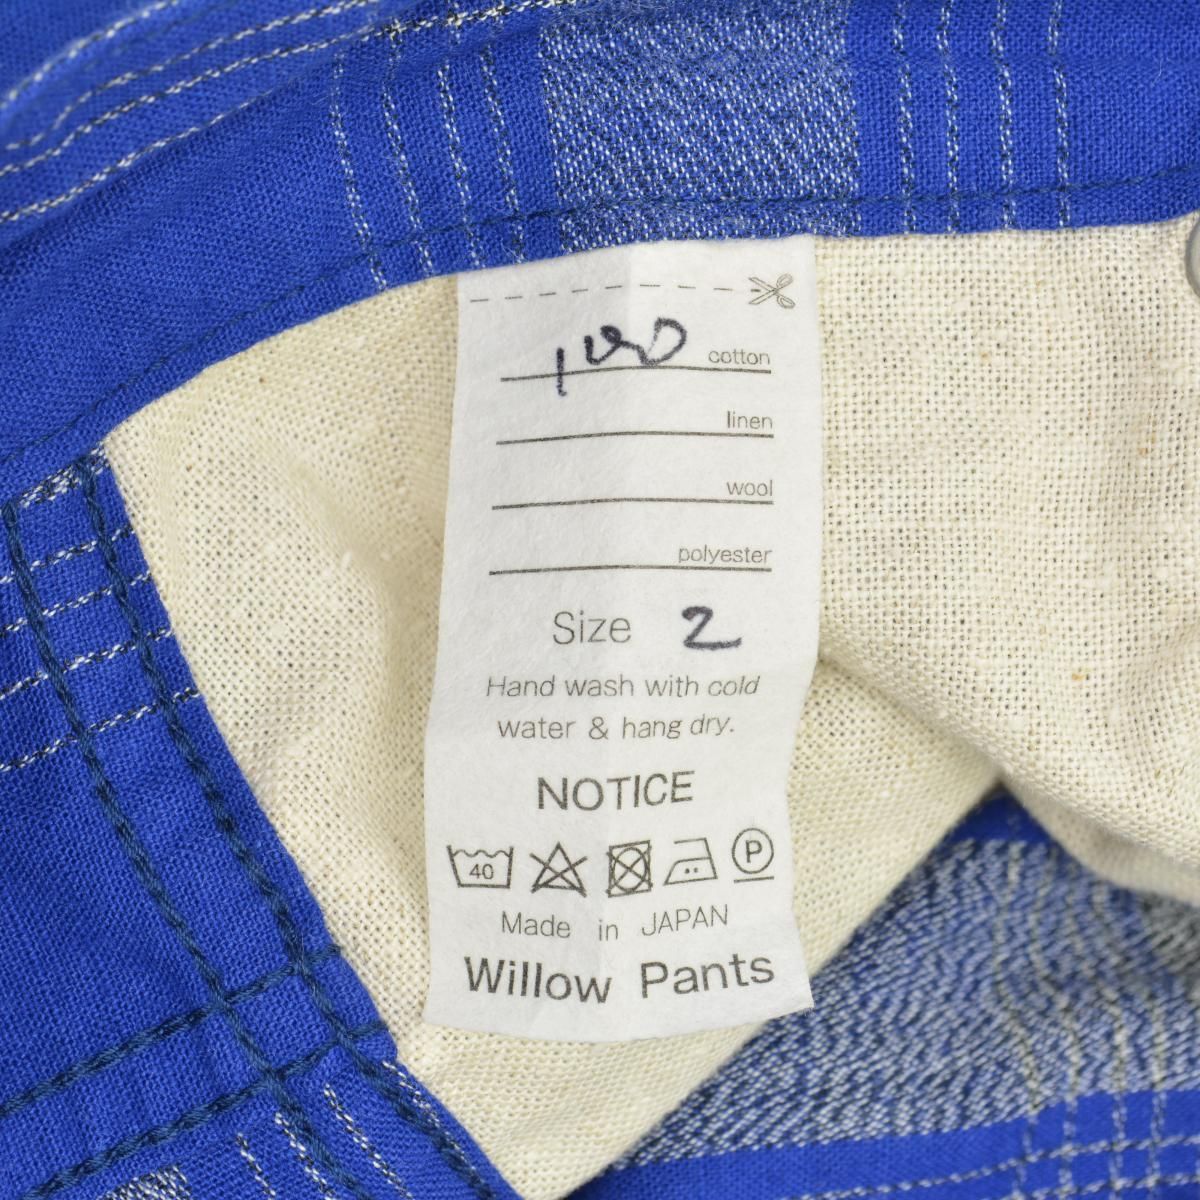 100 cotton
linen
wool
polyester
Size 2
Hand wash with cold
water & hang dry.
NOTICE
40 P
Made in JAPAN
Willow Pants